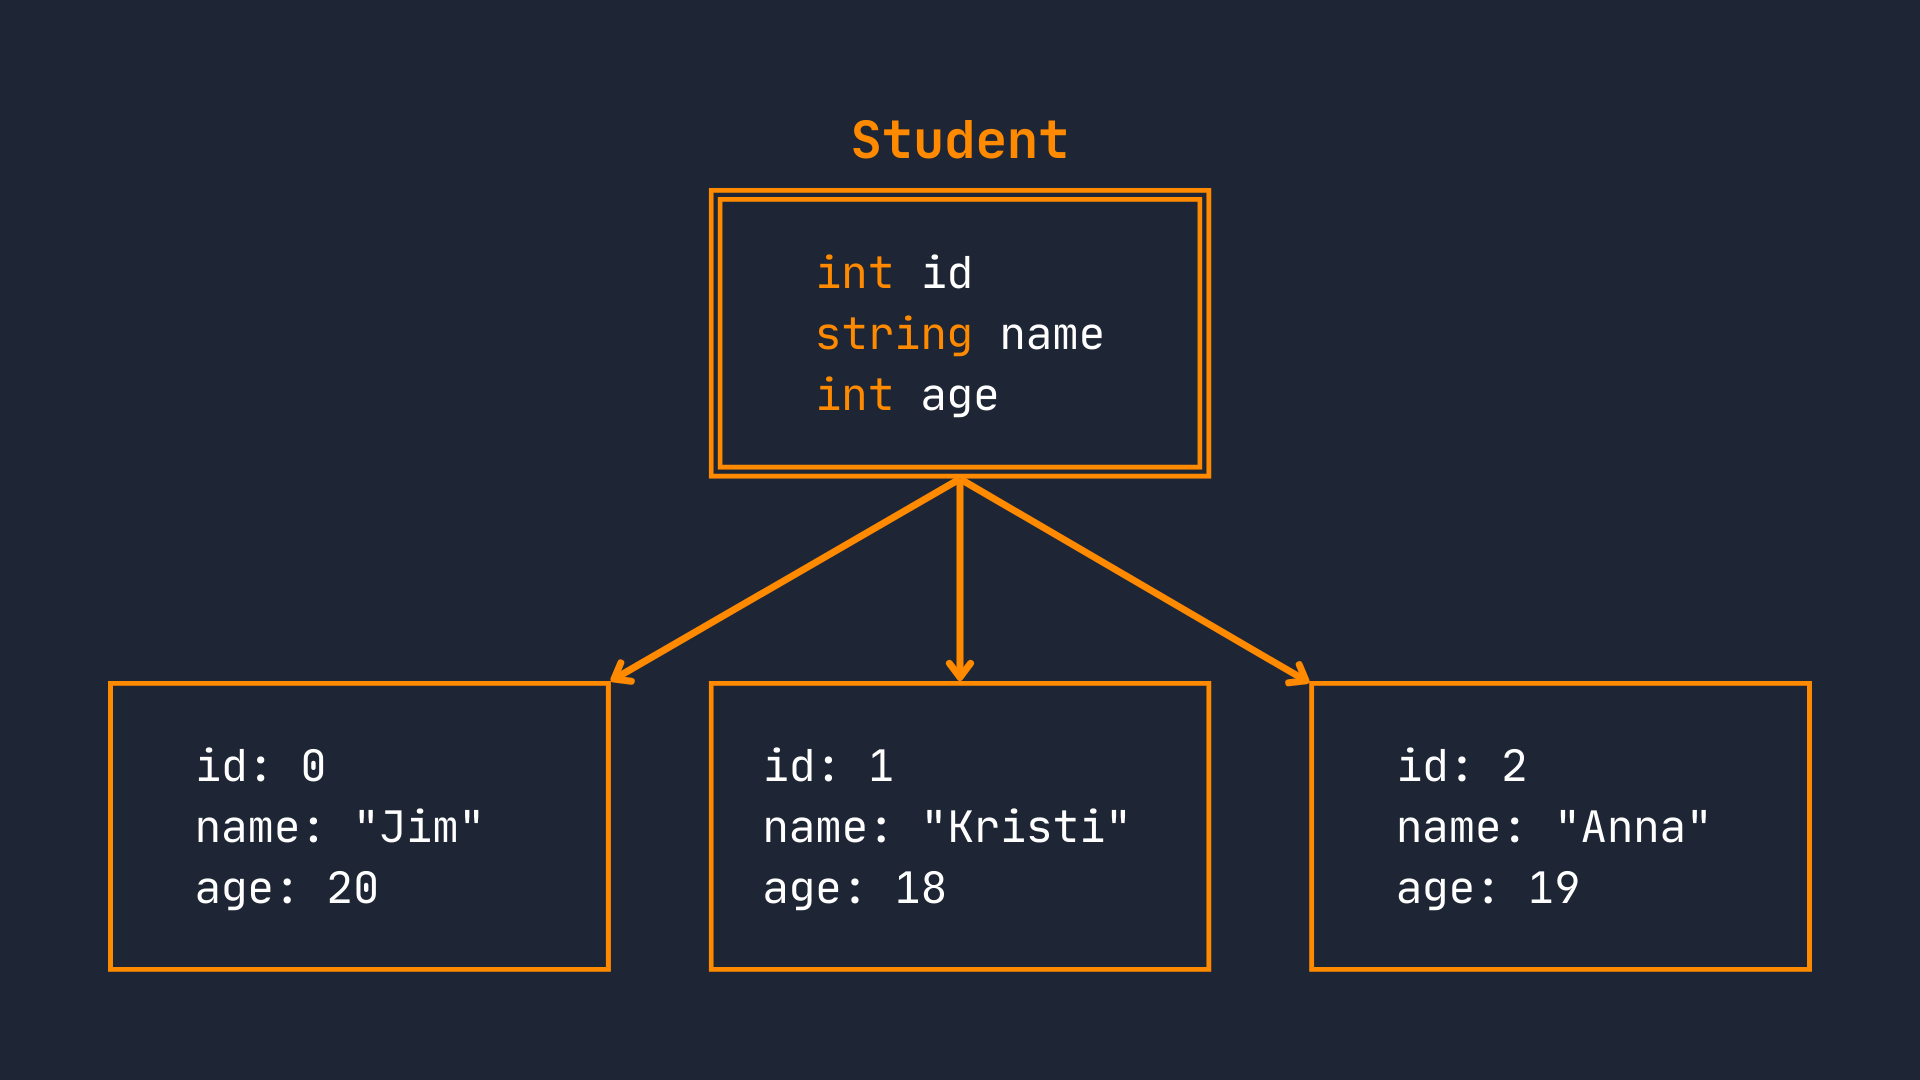 Student
int id
string name
int age
id: 0
name: "Jim"
age: 20
id: 1
name: "Kristi"
age: 18
id: 2
name: "Anna"
age: 19